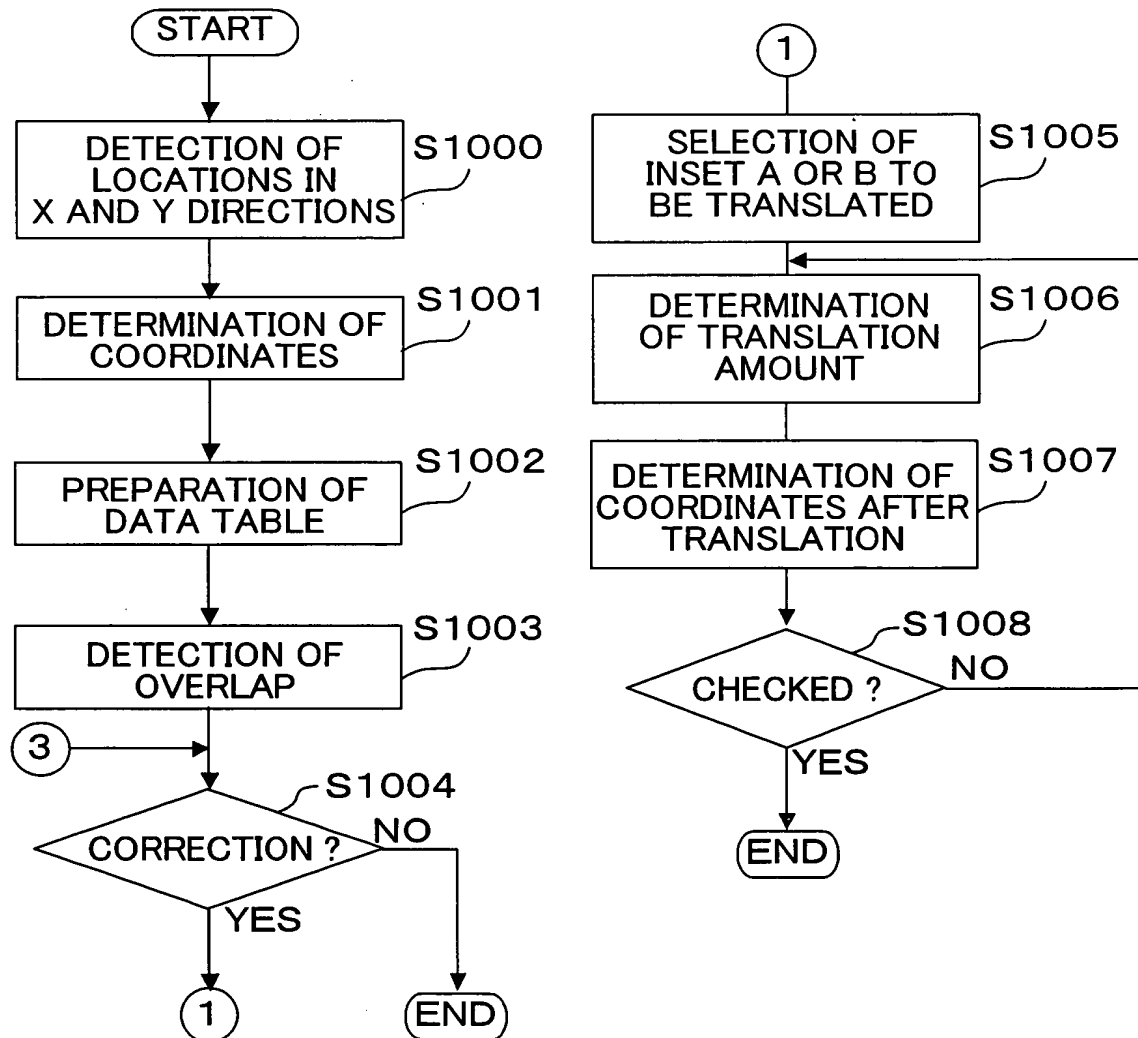 START
DETECTION OF
LOCATIONS IN
X AND Y DIRECTIONS
S1000
DETERMINATION OF
COORDINATES
S1001
PREPARATION OF
DATA TABLE
S1002
DETECTION OF
OVERLAP
S1003
3
CORRECTION ?
S1004
NO
YES
1
END
1
SELECTION OF
INSET A OR B TO
BE TRANSLATED
S1005
DETERMINATION
OF TRANSLATION
AMOUNT
S1006
DETERMINATION OF
COORDINATES AFTER
TRANSLATION
S1007
CHECKED ?
S1008
NO
YES
END